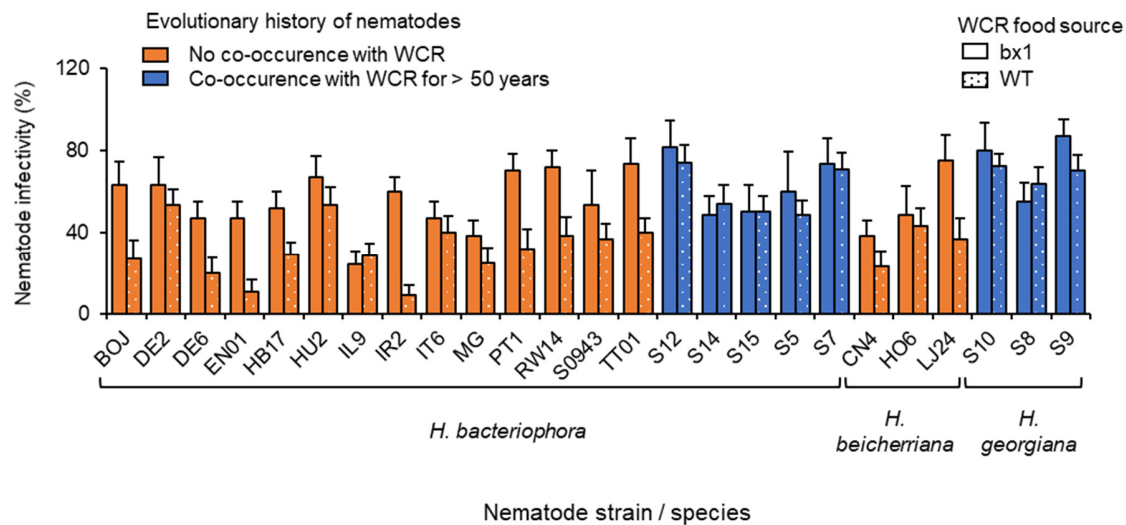 Evolutionary history of nematodes
No co-occurence with WCR
Co-occurence with WCR for > 50 years
WCR food source
bx1
WT
Nematode infectivity (%)
120
80
40
0
BOJ DE2 DE6 EN01 HB17 HU2 IL9 IR2 IT6 MG PT1 RW14 S0943 TT01 S12 S14 S15 S5 S7 CN4 HO6 LJ24 S10 S8 S9
H. bacteriophora
H. beicherriana
H. georgiana
Nematode strain / species